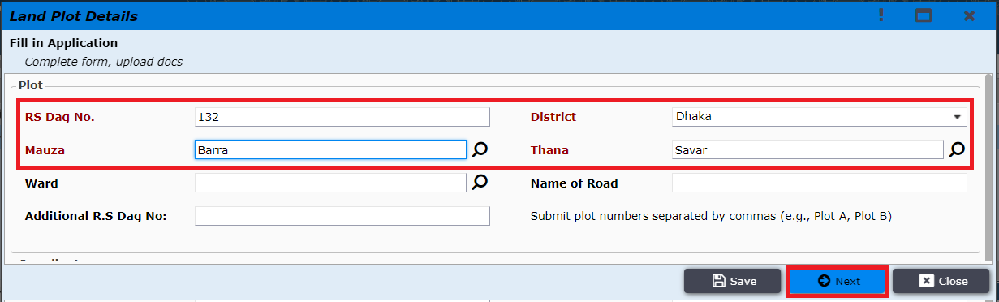 Land Plot Details
Fill in Application
Complete form, upload docs
Plot
RS Dag No. 132 District Dhaka
Mauza Barra Thana Savar
Ward Name of Road
Additional R.S Dag No: Submit plot numbers separated by commas (e.g., Plot A, Plot B)
Save Next Close